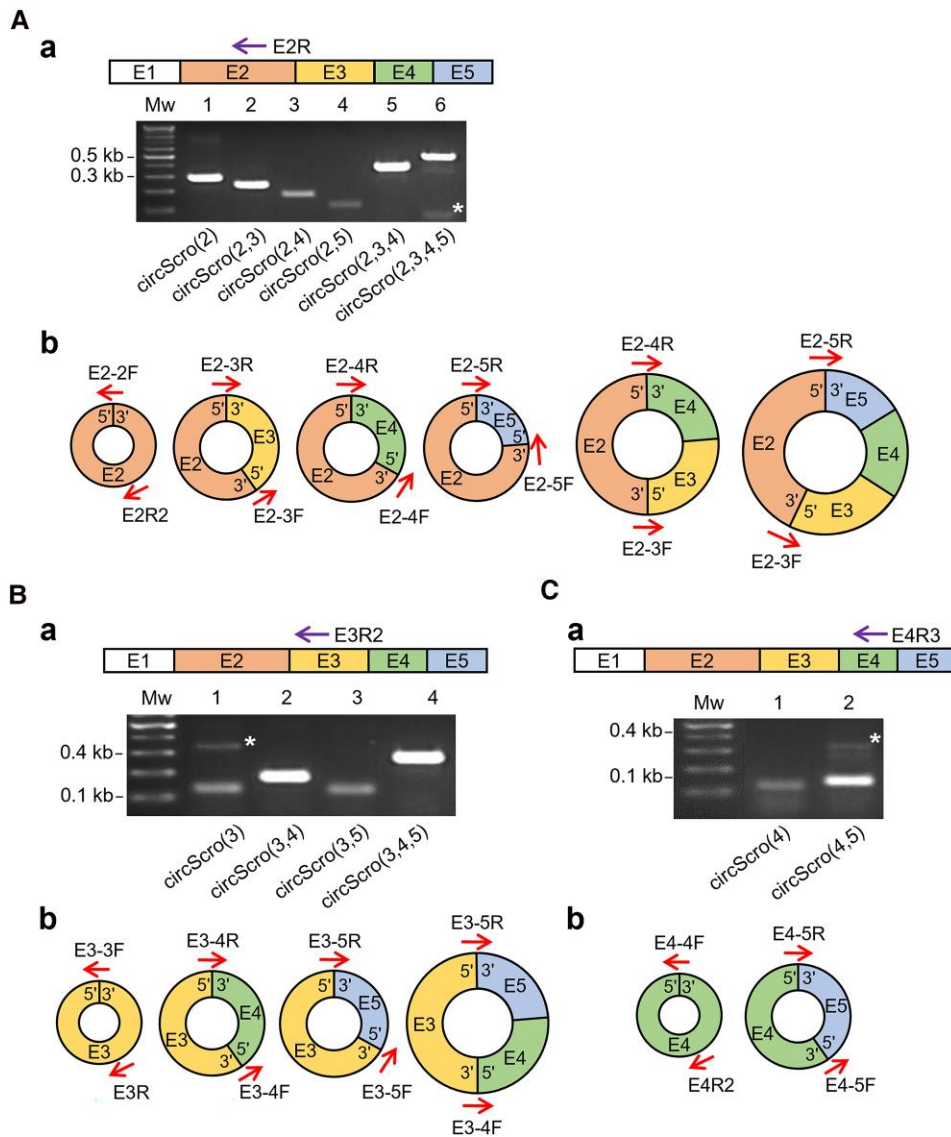 A
a
E2R
E1 E2 E3 E4 E5
Mw 1 2 3 4 5 6
0.5 kb
0.3 kb
*
circScro(2) circScro(2,3) circScro(2,4) circScro(2,5) circScro(2,3,4) circScro(2,3,4,5)
b
E2-2F E2-3R E2-4R E2-5R E2-4R E2-5R
5' 3' 5' 3' 5' 3' 5' 3' 5' 3' 5' 3'
E2 E2 E3 E2 E4 E2 E5 E2 E4 E3 E2 E5 E4 E3
3' 5' 3' 5' 3' 5' 3' 5' 3' 5'
E2R2 E2-3F E2-4F E2-5F E2-3F E2-3F
B
a
E3R2
E1 E2 E3 E4 E5
Mw 1 2 3 4
0.4 kb
0.1 kb
*
circScro(3) circScro(3,4) circScro(3,5) circScro(3,4,5)
b
E3-3F E3-4R E3-5R E3-5R
5' 3' 5' 3' 5' 3' 5' 3'
E3 E3 E4 E3 E5 E3 E5 E4
3' 5' 3' 5' 3' 5'
E3R E3-4F E3-5F E3-4F
C
a
E4R3
E1 E2 E3 E4 E5
Mw 1 2
0.4 kb
0.1 kb
*
circScro(4) circScro(4,5)
b
E4-4F E4-5R
5' 3' 5' 3'
E4 E4 E5
3' 5'
E4R2 E4-5F